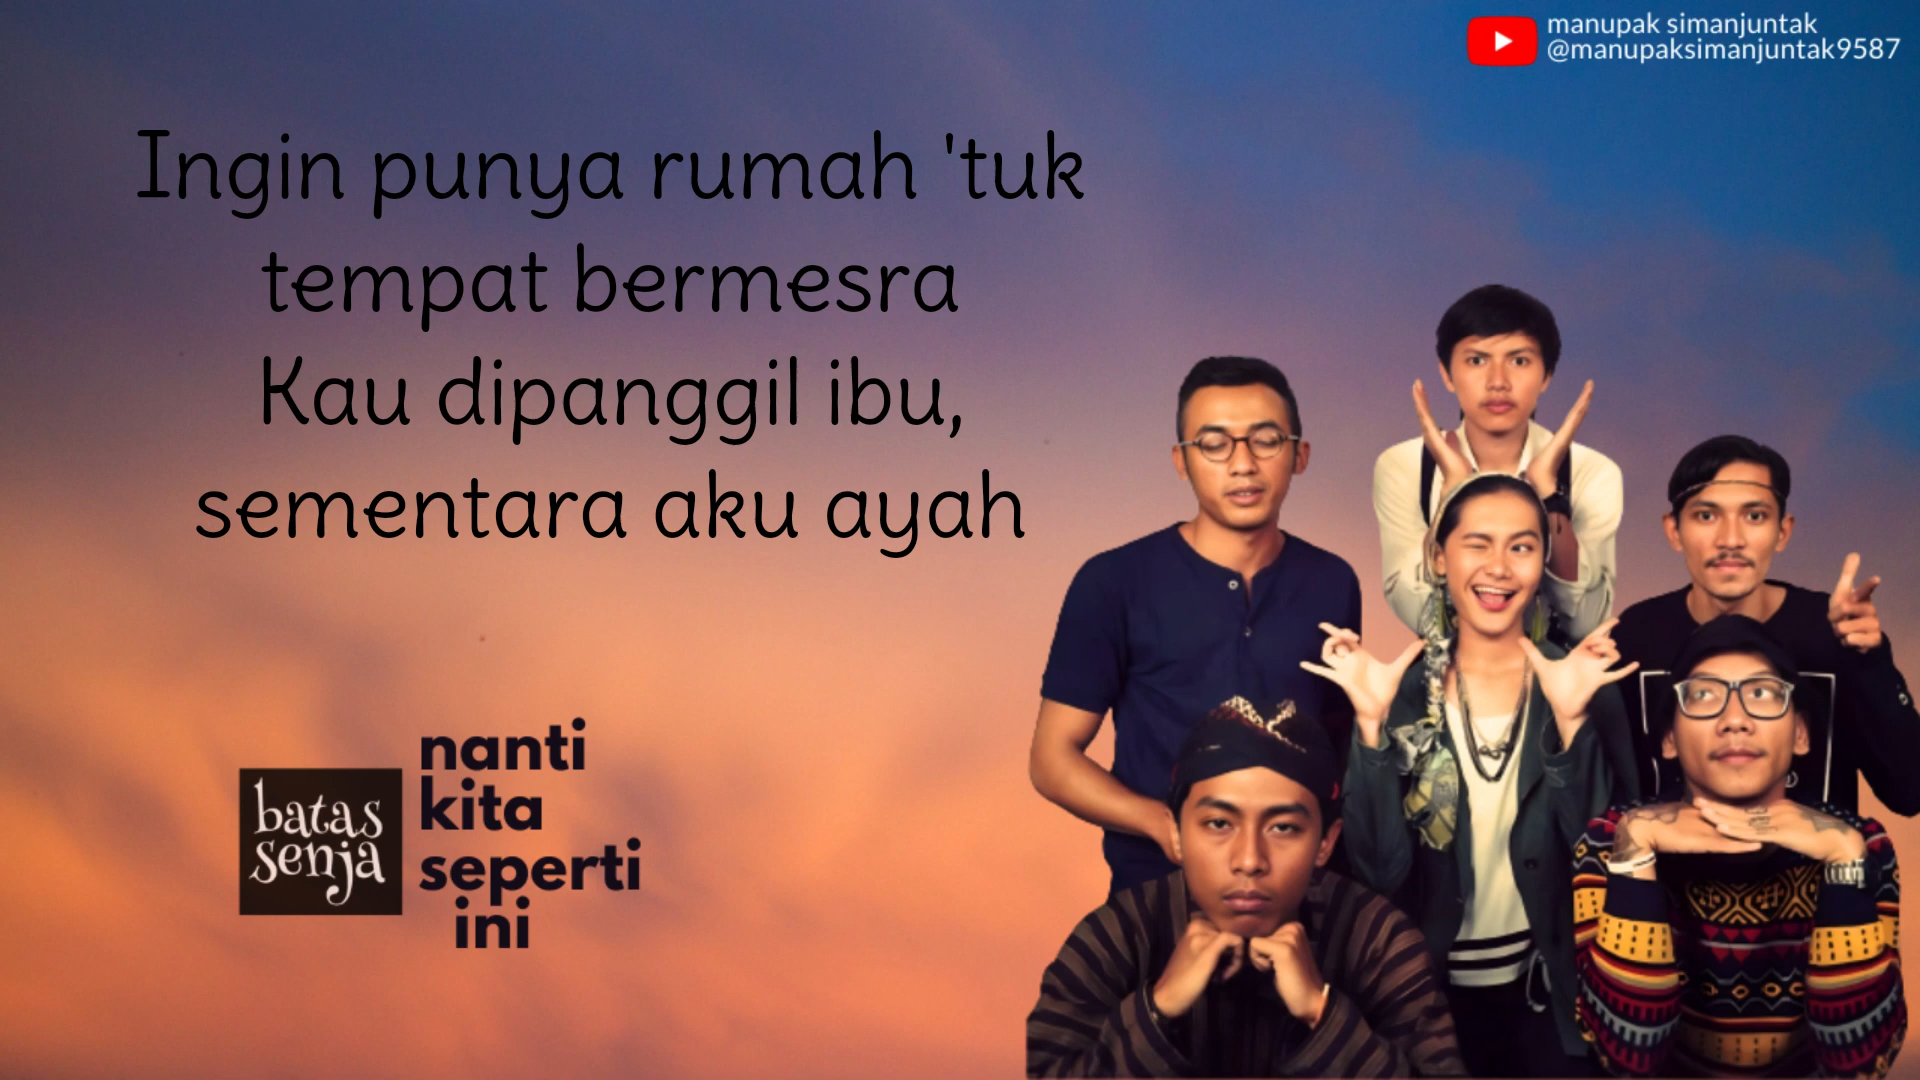 manupak simanjuntak
@manupaksimanjuntak9587
Ingin punya rumah 'tuk
tempat bermesra
Kau dipanggil ibu,
sementara aku ayah
batas
senja
nanti
kita
seperti
ini